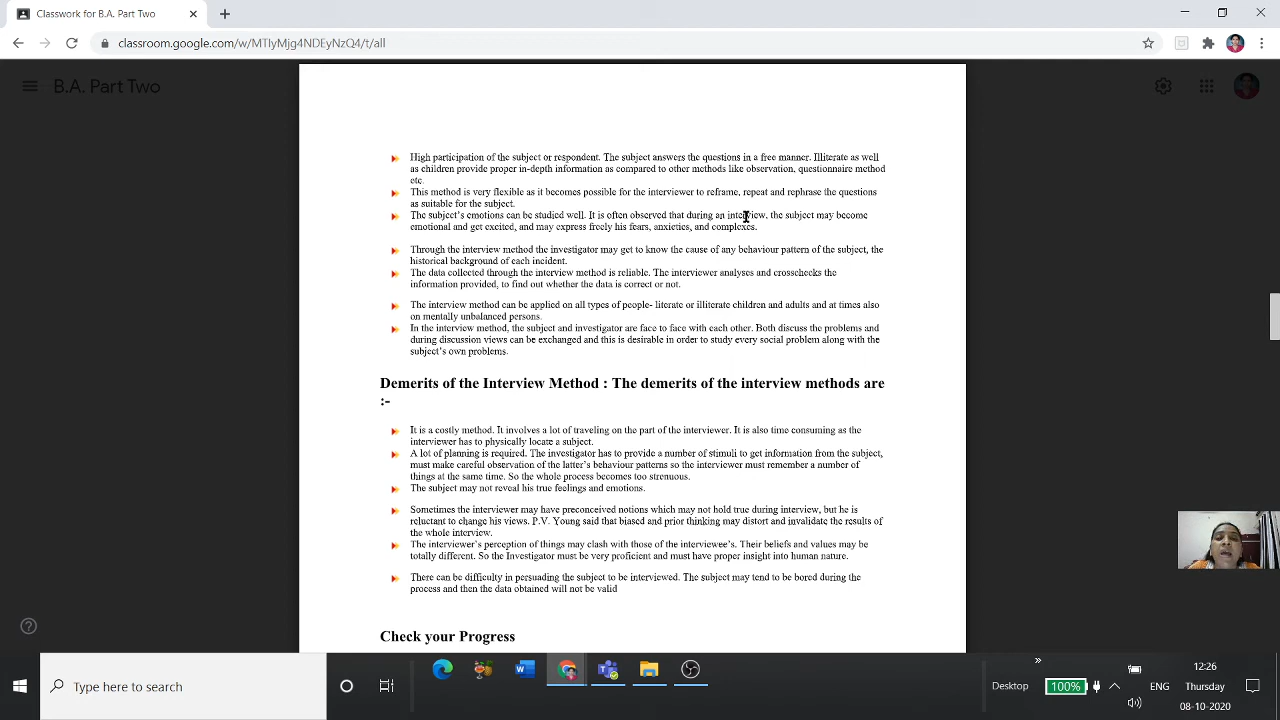 Classwork for B.A. Part Two
classroom.google.com/w/MTIyMjg4NDEyNzQ4/t/all
B.A. Part Two
High participation of the subject or respondent. The subject answers the questions in a free manner. Illiterate as well
as children provide proper in-depth information as compared to other methods like observation, questionnaire method
etc.
This method is very flexible as it becomes possible for the interviewer to reframe, repeat and rephrase the questions
as suitable for the subject.
The subject's emotions can be studied well. It is often observed that during an interview, the subject may become
emotional and get excited, and may express freely his fears, anxieties, and complexes.
Through the interview method the investigator may get to know the cause of any behaviour pattern of the subject, the
historical background of each incident.
The data collected through the interview method is reliable. The interviewer analyses and crosschecks the
information provided, to find out whether the data is correct or not.
The interview method can be applied on all types of people- literate or illiterate children and adults and at times also
on mentally unbalanced persons.
In the interview method, the subject and investigator are face to face with each other. Both discuss the problems and
during discussion views can be exchanged and this is desirable in order to study every social problem along with the
subject's own problems.
Demerits of the Interview Method : The demerits of the interview methods are
:-
It is a costly method. It involves a lot of traveling on the part of the interviewer. It is also time consuming as the
interviewer has to physically locate a subject.
A lot of planning is required. The investigator has to provide a number of stimuli to get information from the subject,
must make careful observation of the latter's behaviour patterns so the interviewer must remember a number of
things at the same time. So the whole process becomes too strenuous.
The subject may not reveal his true feelings and emotions.
Sometimes the interviewer may have preconceived notions which may not hold true during interview, but he is
reluctant to change his views. P.V. Young said that biased and prior thinking may distort and invalidate the results of
the whole interview.
The interviewer's perception of things may clash with those of the interviewee's. Their beliefs and values may be
totally different. So the Investigator must be very proficient and must have proper insight into human nature.
There can be difficulty in persuading the subject to be interviewed. The subject may tend to be bored during the
process and then the data obtained will not be valid
Check your Progress
Type here to search
Desktop
100%
ENG
12:26
Thursday
08-10-2020